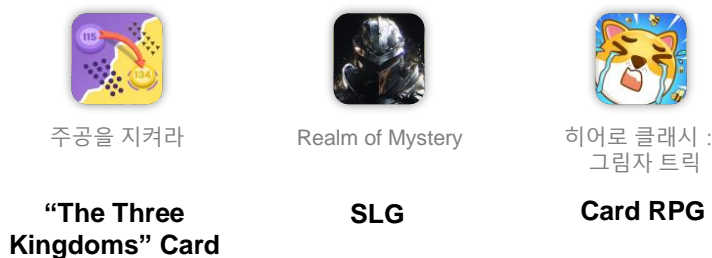 115
134
주공을 지켜라
Realm of Mystery
히어로 클래시 :
그림자 트릭
“The Three
Kingdoms” Card
SLG
Card RPG